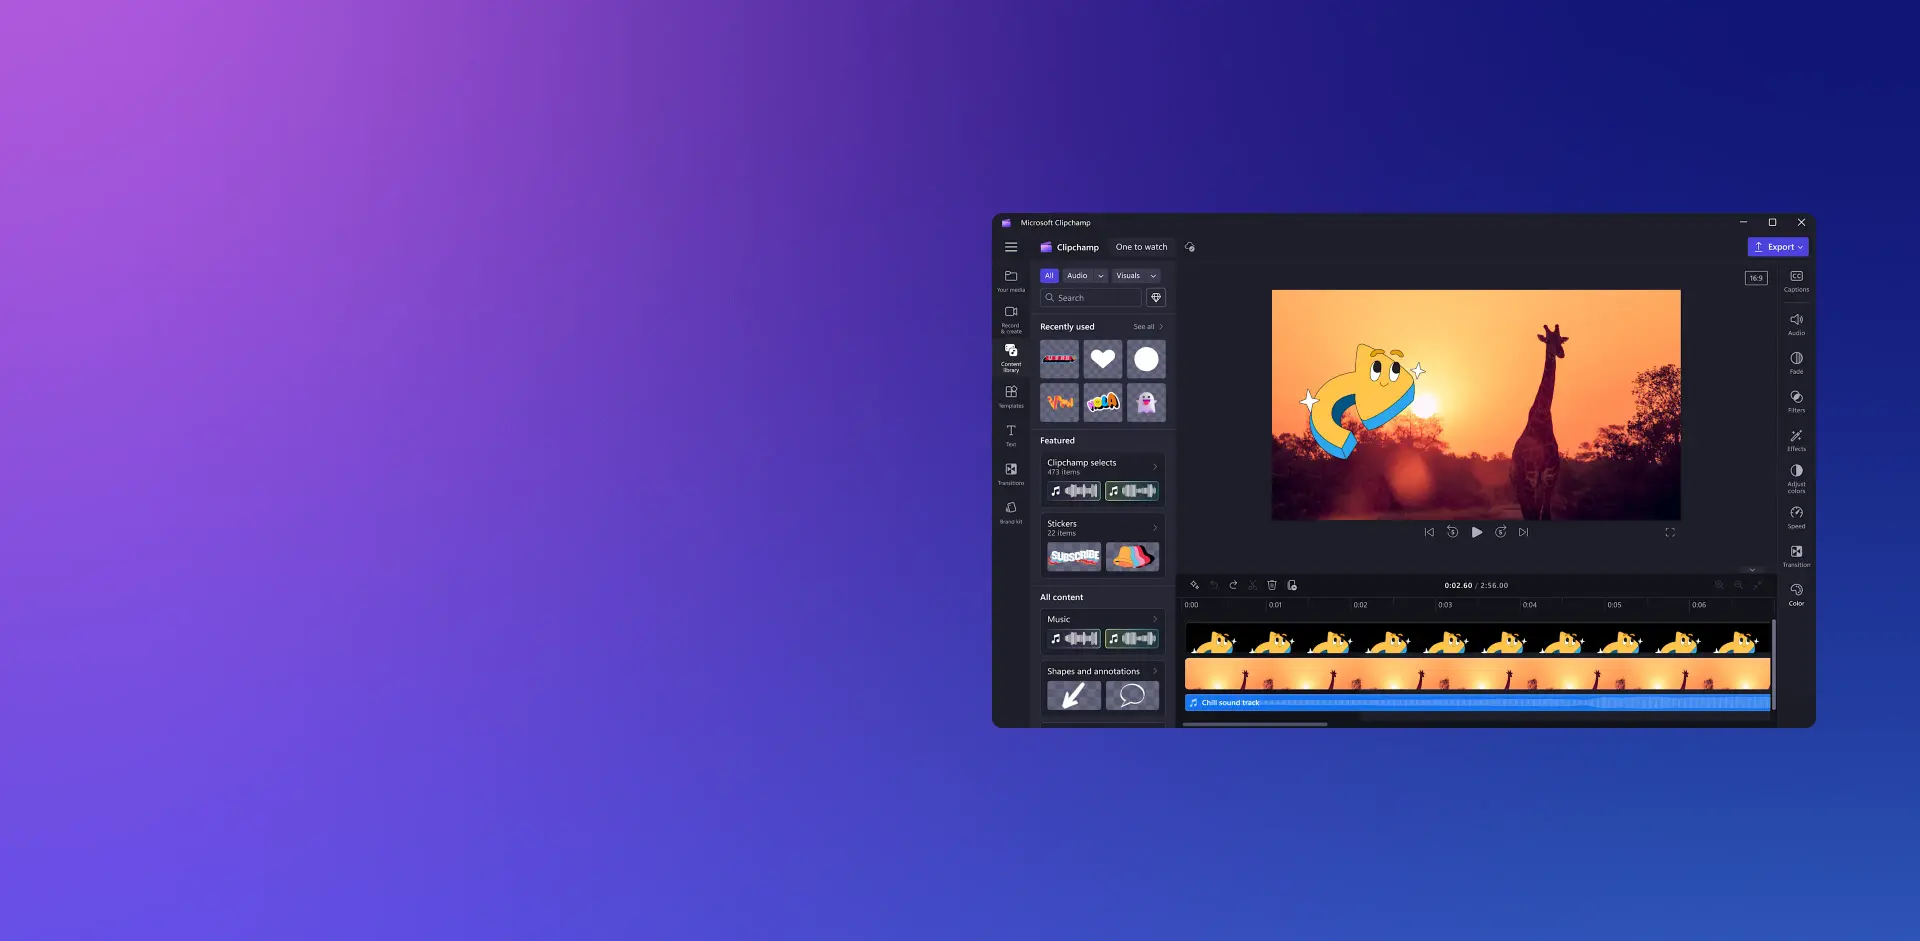 Microsoft Clipchamp
Clipchamp
One to watch
Export
Your media
Record
& create
Content
library
Templates
Text
Transitions
Brand kit
All
Audio
Visuals
Search
Recently used
See all
HOLA
Featured
Clipchamp selects
473 items
Stickers
22 items
SUBSCRIBE
All content
Music
Shapes and annotations
16:9
5
5
0:02.60 / 2:56.00
0:00
0:01
0:02
0:03
0:04
0:05
0:06
Chill sound track
CC
Captions
Audio
Fade
Filters
Effects
Adjust
colors
Speed
Transition
Color